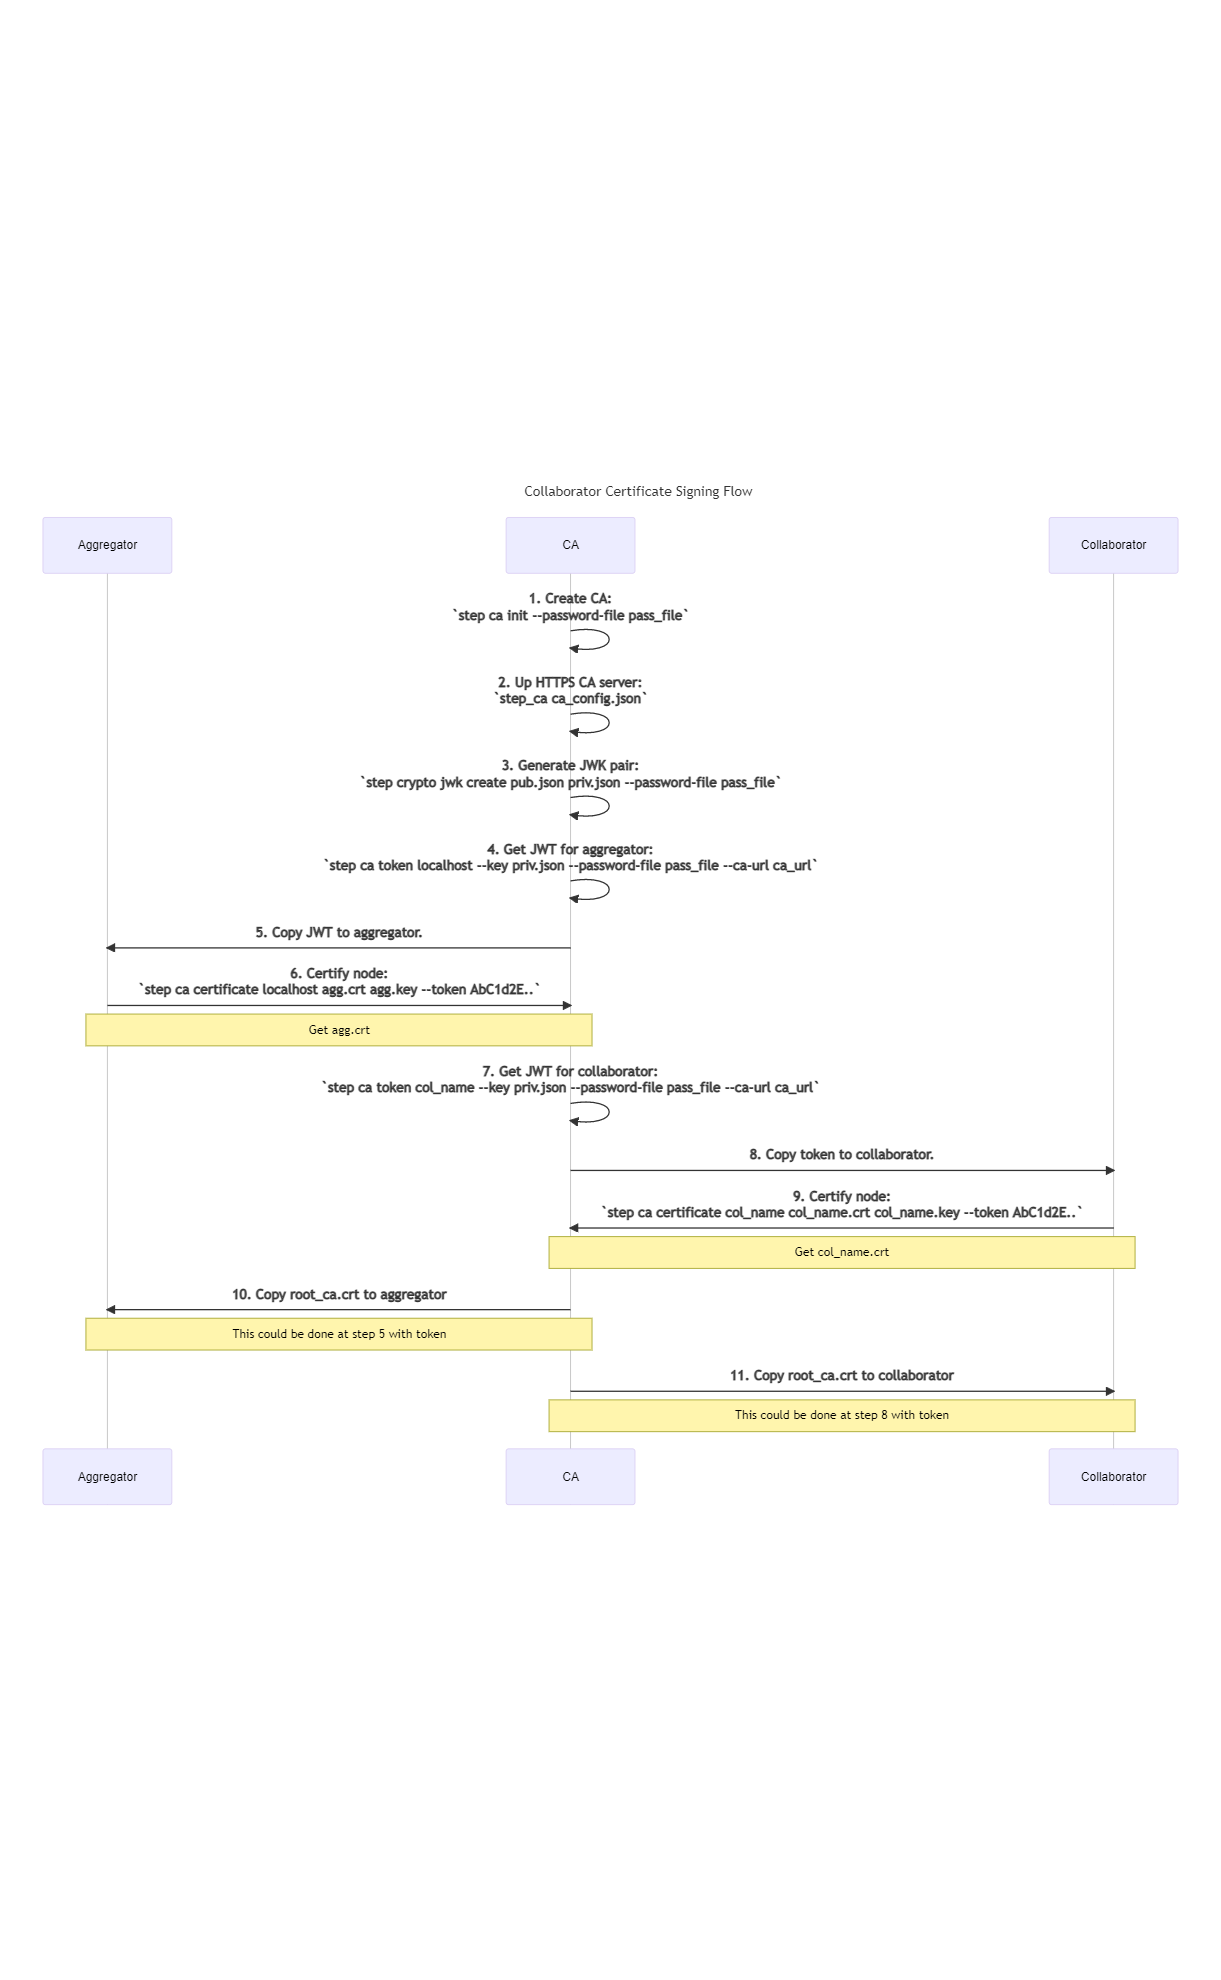 Collaborator Certificate Signing Flow
Aggregator
CA
Collaborator
1. Create CA:
`step ca init --password-file pass_file`
2. Up HTTPS CA server:
`step_ca ca_config.json`
3. Generate JWK pair:
`step crypto jwk create pub.json priv.json --password-file pass_file`
4. Get JWT for aggregator:
`step ca token localhost --key priv.json --password-file pass_file --ca-url ca_url`
5. Copy JWT to aggregator.
6. Certify node:
`step ca certificate localhost agg.crt agg.key --token AbC1d2E..`
Get agg.crt
7. Get JWT for collaborator:
`step ca token col_name --key priv.json --password-file pass_file --ca-url ca_url`
8. Copy token to collaborator.
9. Certify node:
`step ca certificate col_name col_name.crt col_name.key --token AbC1d2E..`
Get col_name.crt
10. Copy root_ca.crt to aggregator
This could be done at step 5 with token
11. Copy root_ca.crt to collaborator
This could be done at step 8 with token
Aggregator
CA
Collaborator